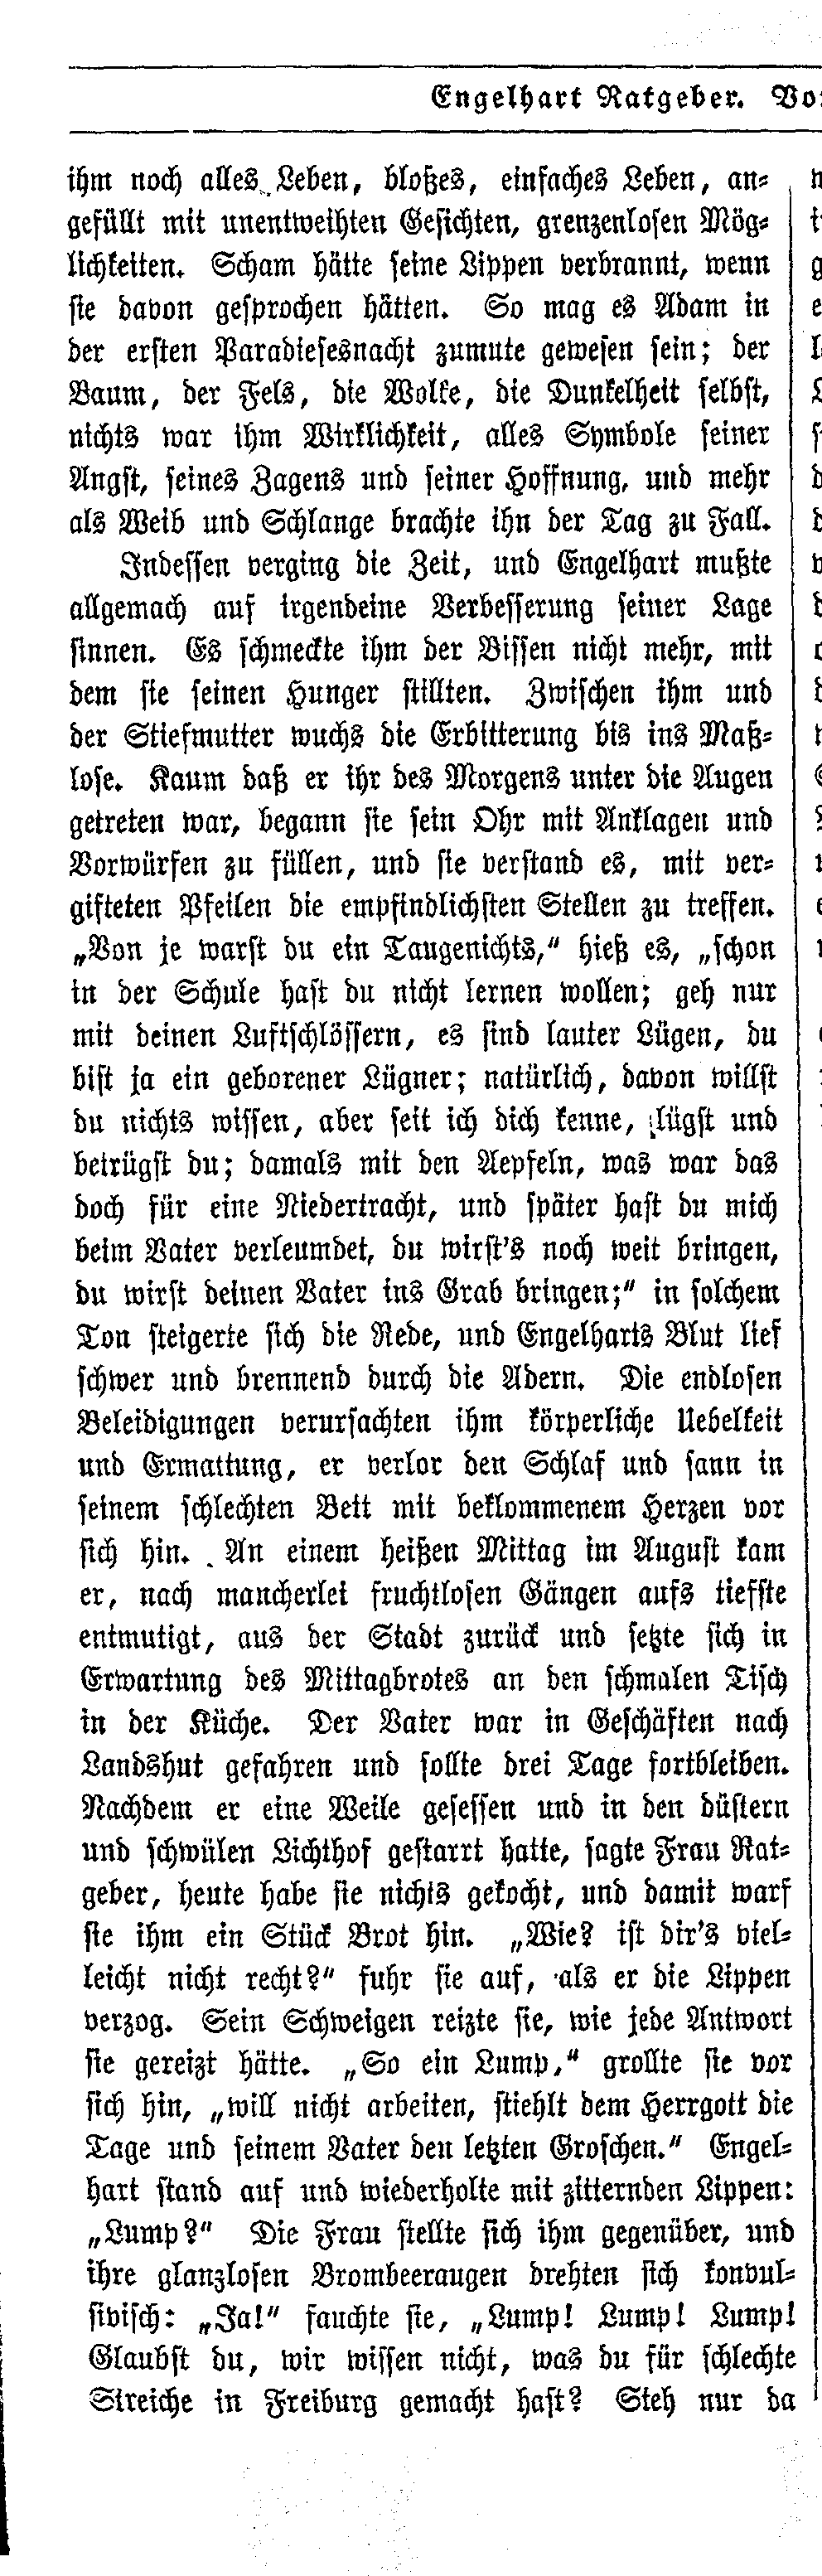 Engelhart Ratgeber.
ihm noch alles Leben, bloßes, einfaches Leben, an-
gefüllt mit unentweihten Gesichten, grenzenlosen Mög-
lichkeiten. Scham hätte seine Lippen verbrannt, wenn
sie davon gesprochen hätten. So mag es Adam in
der ersten Paradiesesnacht zumute gewesen sein; der
Baum, der Fels, die Wolke, die Dunkelheit selbst,
nichts war ihm Wirklichkeit, alles Symbole seiner
Angst, seines Zagens und seiner Hoffnung, und mehr
als Weib und Schlange brachte ihn der Tag zu Fall.
Indessen verging die Zeit, und Engelhart mußte
allgemach auf irgendeine Verbesserung seiner Lage
sinnen. Es schmeckte ihm der Bissen nicht mehr, mit
dem sie seinen Hunger stillten. Zwischen ihm und
der Stiefmutter wuchs die Erbitterung bis ins Maß-
lose. Kaum daß er ihr des Morgens unter die Augen
getreten war, begann sie sein Ohr mit Anklagen und
Vorwürfen zu füllen, und sie verstand es, mit ver-
gifteten Pfeilen die empfindlichsten Stellen zu treffen.
„Von je warst du ein Taugenichts,“ hieß es, „schon
in der Schule hast du nicht lernen wollen; geh nur
mit deinen Luftschlössern, es sind lauter Lügen, du
bist ja ein geborener Lügner; natürlich, davon willst
du nichts wissen, aber seit ich dich kenne, lügst und
betrügst du; damals mit den Aepfeln, was war das
doch für eine Niedertracht, und später hast du mich
beim Vater verleumdet, du wirst's noch weit bringen,
du wirst deinen Vater ins Grab bringen;“ in solchem
Ton steigerte sich die Rede, und Engelharts Blut lief
schwer und brennend durch die Adern. Die endlosen
Beleidigungen verursachten ihm körperliche Uebelkeit
und Ermattung, er verlor den Schlaf und sann in
seinem schlechten Bett mit beklommenem Herzen vor
sich hin. An einem heißen Mittag im August kam
er, nach mancherlei fruchtlosen Gängen aufs tiefste
entmutigt, aus der Stadt zurück und setzte sich in
Erwartung des Mittagbrotes an den schmalen Tisch
in der Küche. Der Vater war in Geschäften nach
Landshut gefahren und sollte drei Tage fortbleiben.
Nachdem er eine Weile gesessen und in den düstern
und schwülen Lichthof gestarrt hatte, sagte Frau Rat-
geber, heute habe sie nichts gekocht, und damit warf
sie ihm ein Stück Brot hin. „Wie? ist dir's viel-
leicht nicht recht?“ fuhr sie auf, als er die Lippen
verzog. Sein Schweigen reizte sie, wie jede Antwort
sie gereizt hätte. „So ein Lump,“ grollte sie vor
sich hin, „will nicht arbeiten, stiehlt dem Herrgott die
Tage und seinem Vater den letzten Groschen.“ Engel-
hart stand auf und wiederholte mit zitternden Lippen:
„Lump?“ Die Frau stellte sich ihm gegenüber, und
ihre glanzlosen Brombeeraugen drehten sich konvul-
sivisch: „Ja!“ fauchte sie, „Lump! Lump! Lump!
Glaubst du, wir wissen nicht, was du für schlechte
Streiche in Freiburg gemacht hast? Steh nur da